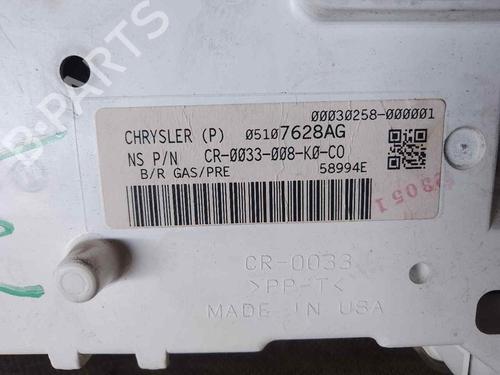 00030258-000001
CHRYSLER (P) 05107628AG
NS P/N CR-0033-008-K0-C0
B/R GAS/PRE 58994E
CR-0033
>PP-T<
MADE IN USA